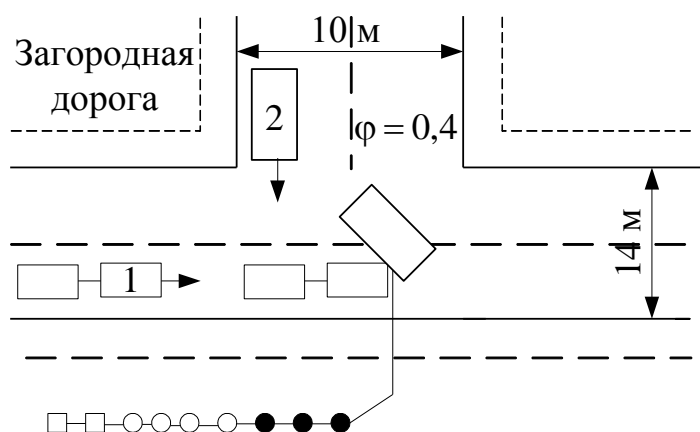 10 м
Загородная
дорога
2
φ = 0,4
14 м
1